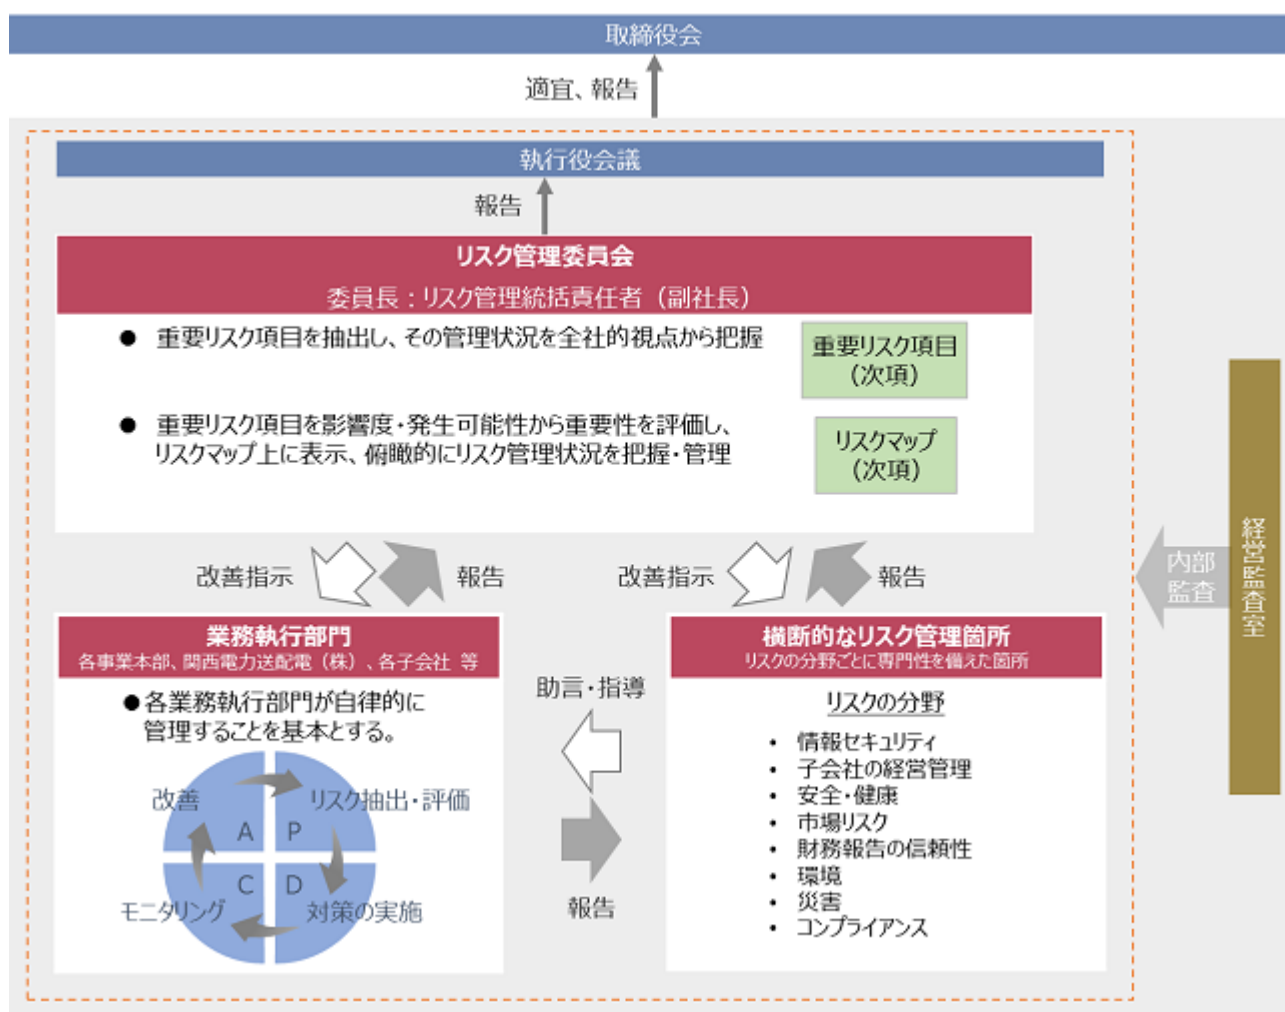 取締役会
適宜、報告
執行役会議
報告
リスク管理委員会
委員長：リスク管理統括責任者（副社長）
● 重要リスク項目を抽出し、その管理状況を全社的視点から把握
重要リスク項目
（次項）
● 重要リスク項目を影響度・発生可能性から重要性を評価し、
リスクマップ上に表示、俯瞰的にリスク管理状況を把握・管理
リスクマップ
（次項）
改善指示
報告
改善指示
報告
内部
監査
経営監査室
業務執行部門
各事業本部、関西電力送配電（株）、各子会社 等
●各業務執行部門が自律的に
管理することを基本とする。
改善
リスク抽出・評価
A P
C D
モニタリング
対策の実施
助言・指導
報告
横断的なリスク管理箇所
リスクの分野ごとに専門性を備えた箇所
リスクの分野
• 情報セキュリティ
• 子会社の経営管理
• 安全・健康
• 市場リスク
• 財務報告の信頼性
• 環境
• 災害
• コンプライアンス